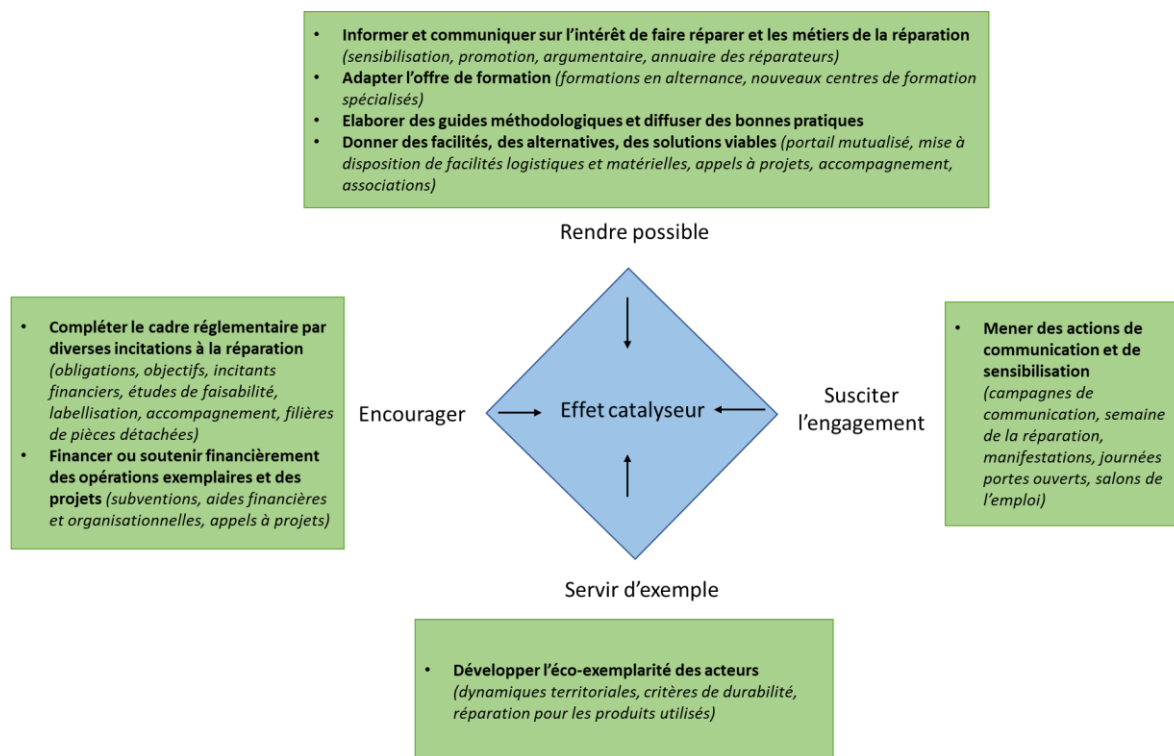 • Informer et communiquer sur l'intérêt de faire réparer et les métiers de la réparation
(sensibilisation, promotion, argumentaire, annuaire des réparateurs)
• Adapter l'offre de formation (formations en alternance, nouveaux centres de formation
spécialisés)
• Elaborer des guides méthodologiques et diffuser des bonnes pratiques
• Donner des facilités, des alternatives, des solutions viables (portail mutualisé, mise à
disposition de facilités logistiques et matérielles, appels à projets, accompagnement,
associations)
Rendre possible
• Compléter le cadre réglementaire par
diverses incitations à la réparation
(obligations, objectifs, incitants
financiers, études de faisabilité,
labellisation, accompagnement, filières
de pièces détachées)
• Financer ou soutenir financièrement
des opérations exemplaires et des
projets (subventions, aides financières
et organisationnelles, appels à projets)
Encourager
Effet catalyseur
Susciter
l'engagement
• Mener des actions de
communication et de
sensibilisation
(campagnes de
communication, semaine
de la réparation,
manifestations, journées
portes ouverts, salons de
l'emploi)
Servir d'exemple
• Développer l'éco-exemplarité des acteurs
(dynamiques territoriales, critères de durabilité,
réparation pour les produits utilisés)